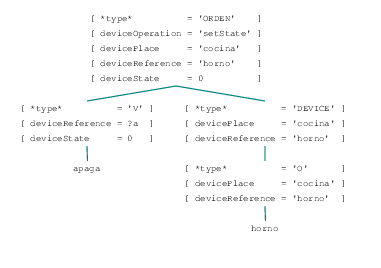 [ *type* = 'ORDEN' ]
[ deviceOperation = 'setState' ]
[ devicePlace = 'cocina' ]
[ deviceReference = 'horno' ]
[ deviceState = 0 ]
[ *type* = 'V' ]
[ deviceReference = ?a ]
[ deviceState = 0 ]
apaga
[ *type* = 'DEVICE' ]
[ devicePlace = 'cocina' ]
[ deviceReference = 'horno' ]
[ *type* = 'O' ]
[ devicePlace = 'cocina' ]
[ deviceReference = 'horno' ]
horno